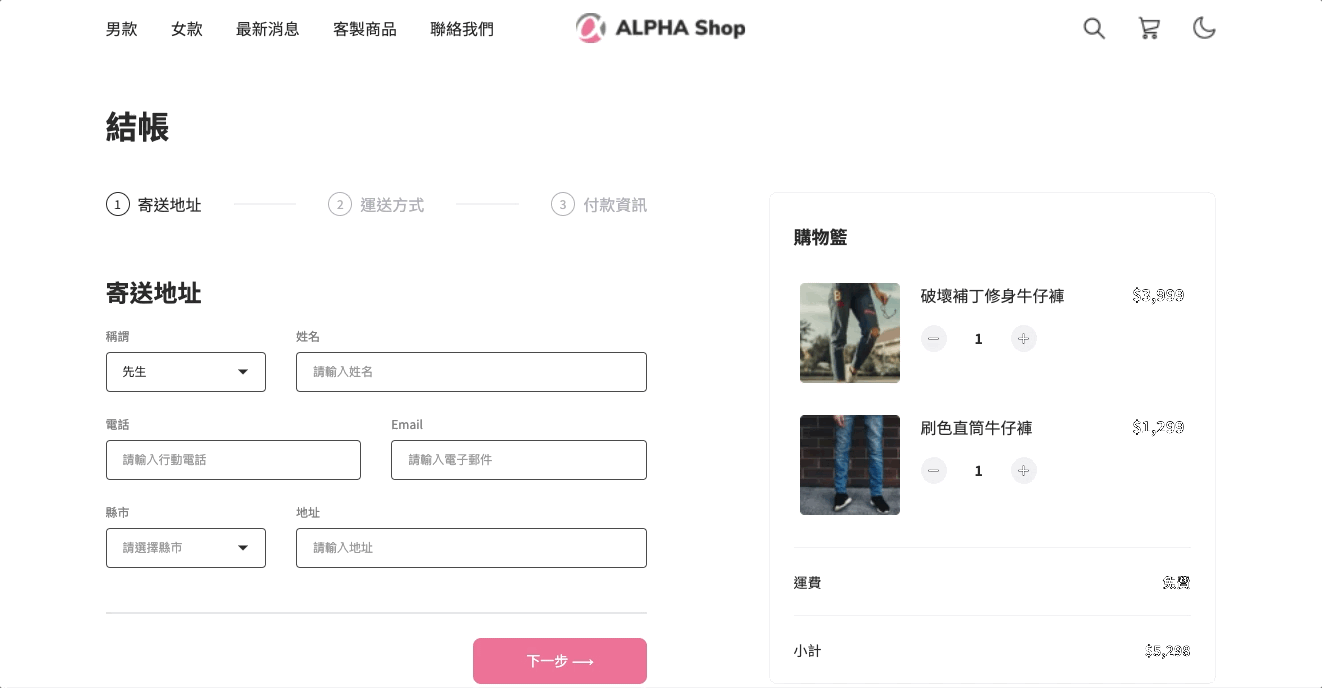 男款 女款 最新消息 客製商品 聯絡我們 ALPHA Shop
結帳
1 寄送地址 2 運送方式 3 付款資訊
寄送地址
稱謂 姓名
先生 請輸入姓名
電話 Email
請輸入行動電話 請輸入電子郵件
縣市 地址
請選擇縣市 請輸入地址
下一步 →
購物籃
破壞補丁修身牛仔褲 $3,999
− 1 +
刷色直筒牛仔褲 $1,299
− 1 +
運費 免費
小計 $5,298